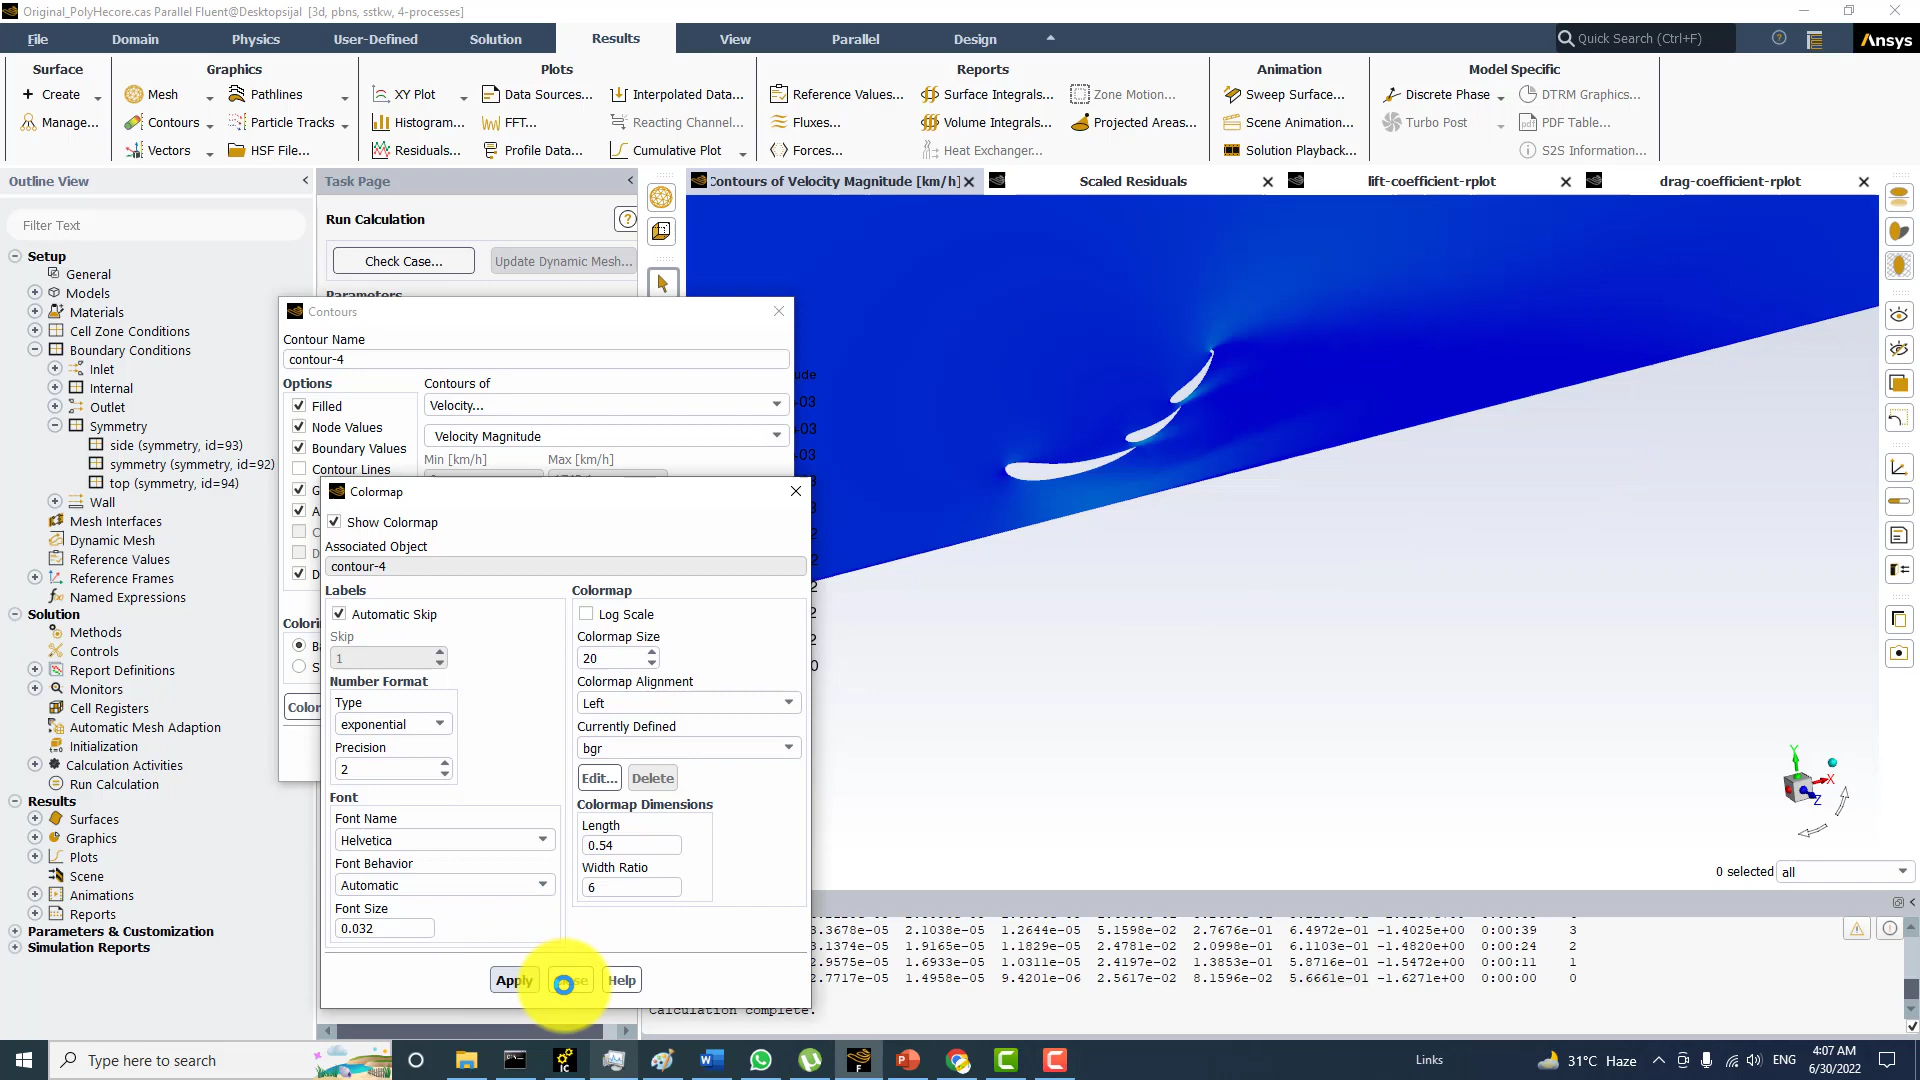 Original_PolyHecore.cas Parallel Fluent@Desktopsijal [3d, pbns, sstkw, 4-processes]
File Domain Physics User-Defined Solution Results View Parallel Design Quick Search (Ctrl+F) Ansys
Surface Graphics Plots Reports Animation Model Specific
Create Mesh Pathlines XY Plot Data Sources... Interpolated Data... Reference Values... Surface Integrals... Zone Motion... Sweep Surface... Discrete Phase DTRM Graphics...
Manage... Contours Particle Tracks Histogram... FFT... Reacting Channel... Fluxes... Volume Integrals... Projected Areas... Scene Animation... Turbo Post PDF Table...
Vectors HSF File... Residuals... Profile Data... Cumulative Plot Forces... Heat Exchanger... Solution Playback... S2S Information...
Outline View
Filter Text
Setup
General
Models
Materials
Cell Zone Conditions
Boundary Conditions
Inlet
Internal
Outlet
Symmetry
side (symmetry, id=93)
symmetry (symmetry, id=92)
top (symmetry, id=94)
Wall
Mesh Interfaces
Dynamic Mesh
Reference Values
Reference Frames
Named Expressions
Solution
Methods
Controls
Report Definitions
Monitors
Cell Registers
Automatic Mesh Adaption
Initialization
Calculation Activities
Run Calculation
Results
Surfaces
Graphics
Plots
Scene
Animations
Reports
Parameters & Customization
Simulation Reports
Task Page
Run Calculation
Check Case... Update Dynamic Mesh...
Parameters
Contours
Contour Name
contour-4
Options
Filled
Node Values
Boundary Values
Contour Lines
Contours of
Velocity...
Velocity Magnitude
Min [km/h] Max [km/h]
Colori
Color
Colormap
Show Colormap
Associated Object
contour-4
Labels
Automatic Skip
Skip
1
Number Format
Type
exponential
Precision
2
Font
Font Name
Helvetica
Font Behavior
Automatic
Font Size
0.032
Colormap
Log Scale
Colormap Size
20
Colormap Alignment
Left
Currently Defined
bgr
Edit... Delete
Colormap Dimensions
Length
0.54
Width Ratio
6
Apply Help
Contours of Velocity Magnitude [km/h] Scaled Residuals lift-coefficient-rplot drag-coefficient-rplot
Y
X
Z
0 selected all
3.3678e-05 2.1038e-05 1.2644e-05 5.1598e-02 2.7676e-01 6.4972e-01 -1.4025e+00 0:00:39 3
3.1374e-05 1.9165e-05 1.1829e-05 2.4781e-02 2.0998e-01 6.1103e-01 -1.4820e+00 0:00:24 2
2.9575e-05 1.6933e-05 1.0311e-05 2.4197e-02 1.3853e-01 5.8716e-01 -1.5472e+00 0:00:11 1
2.7717e-05 1.4958e-05 9.4201e-06 2.5617e-02 8.1596e-02 5.6661e-01 -1.6271e+00 0:00:00 0
Calculation complete.
Type here to search
Links 31°C Haze ENG
4:07 AM
6/30/2022